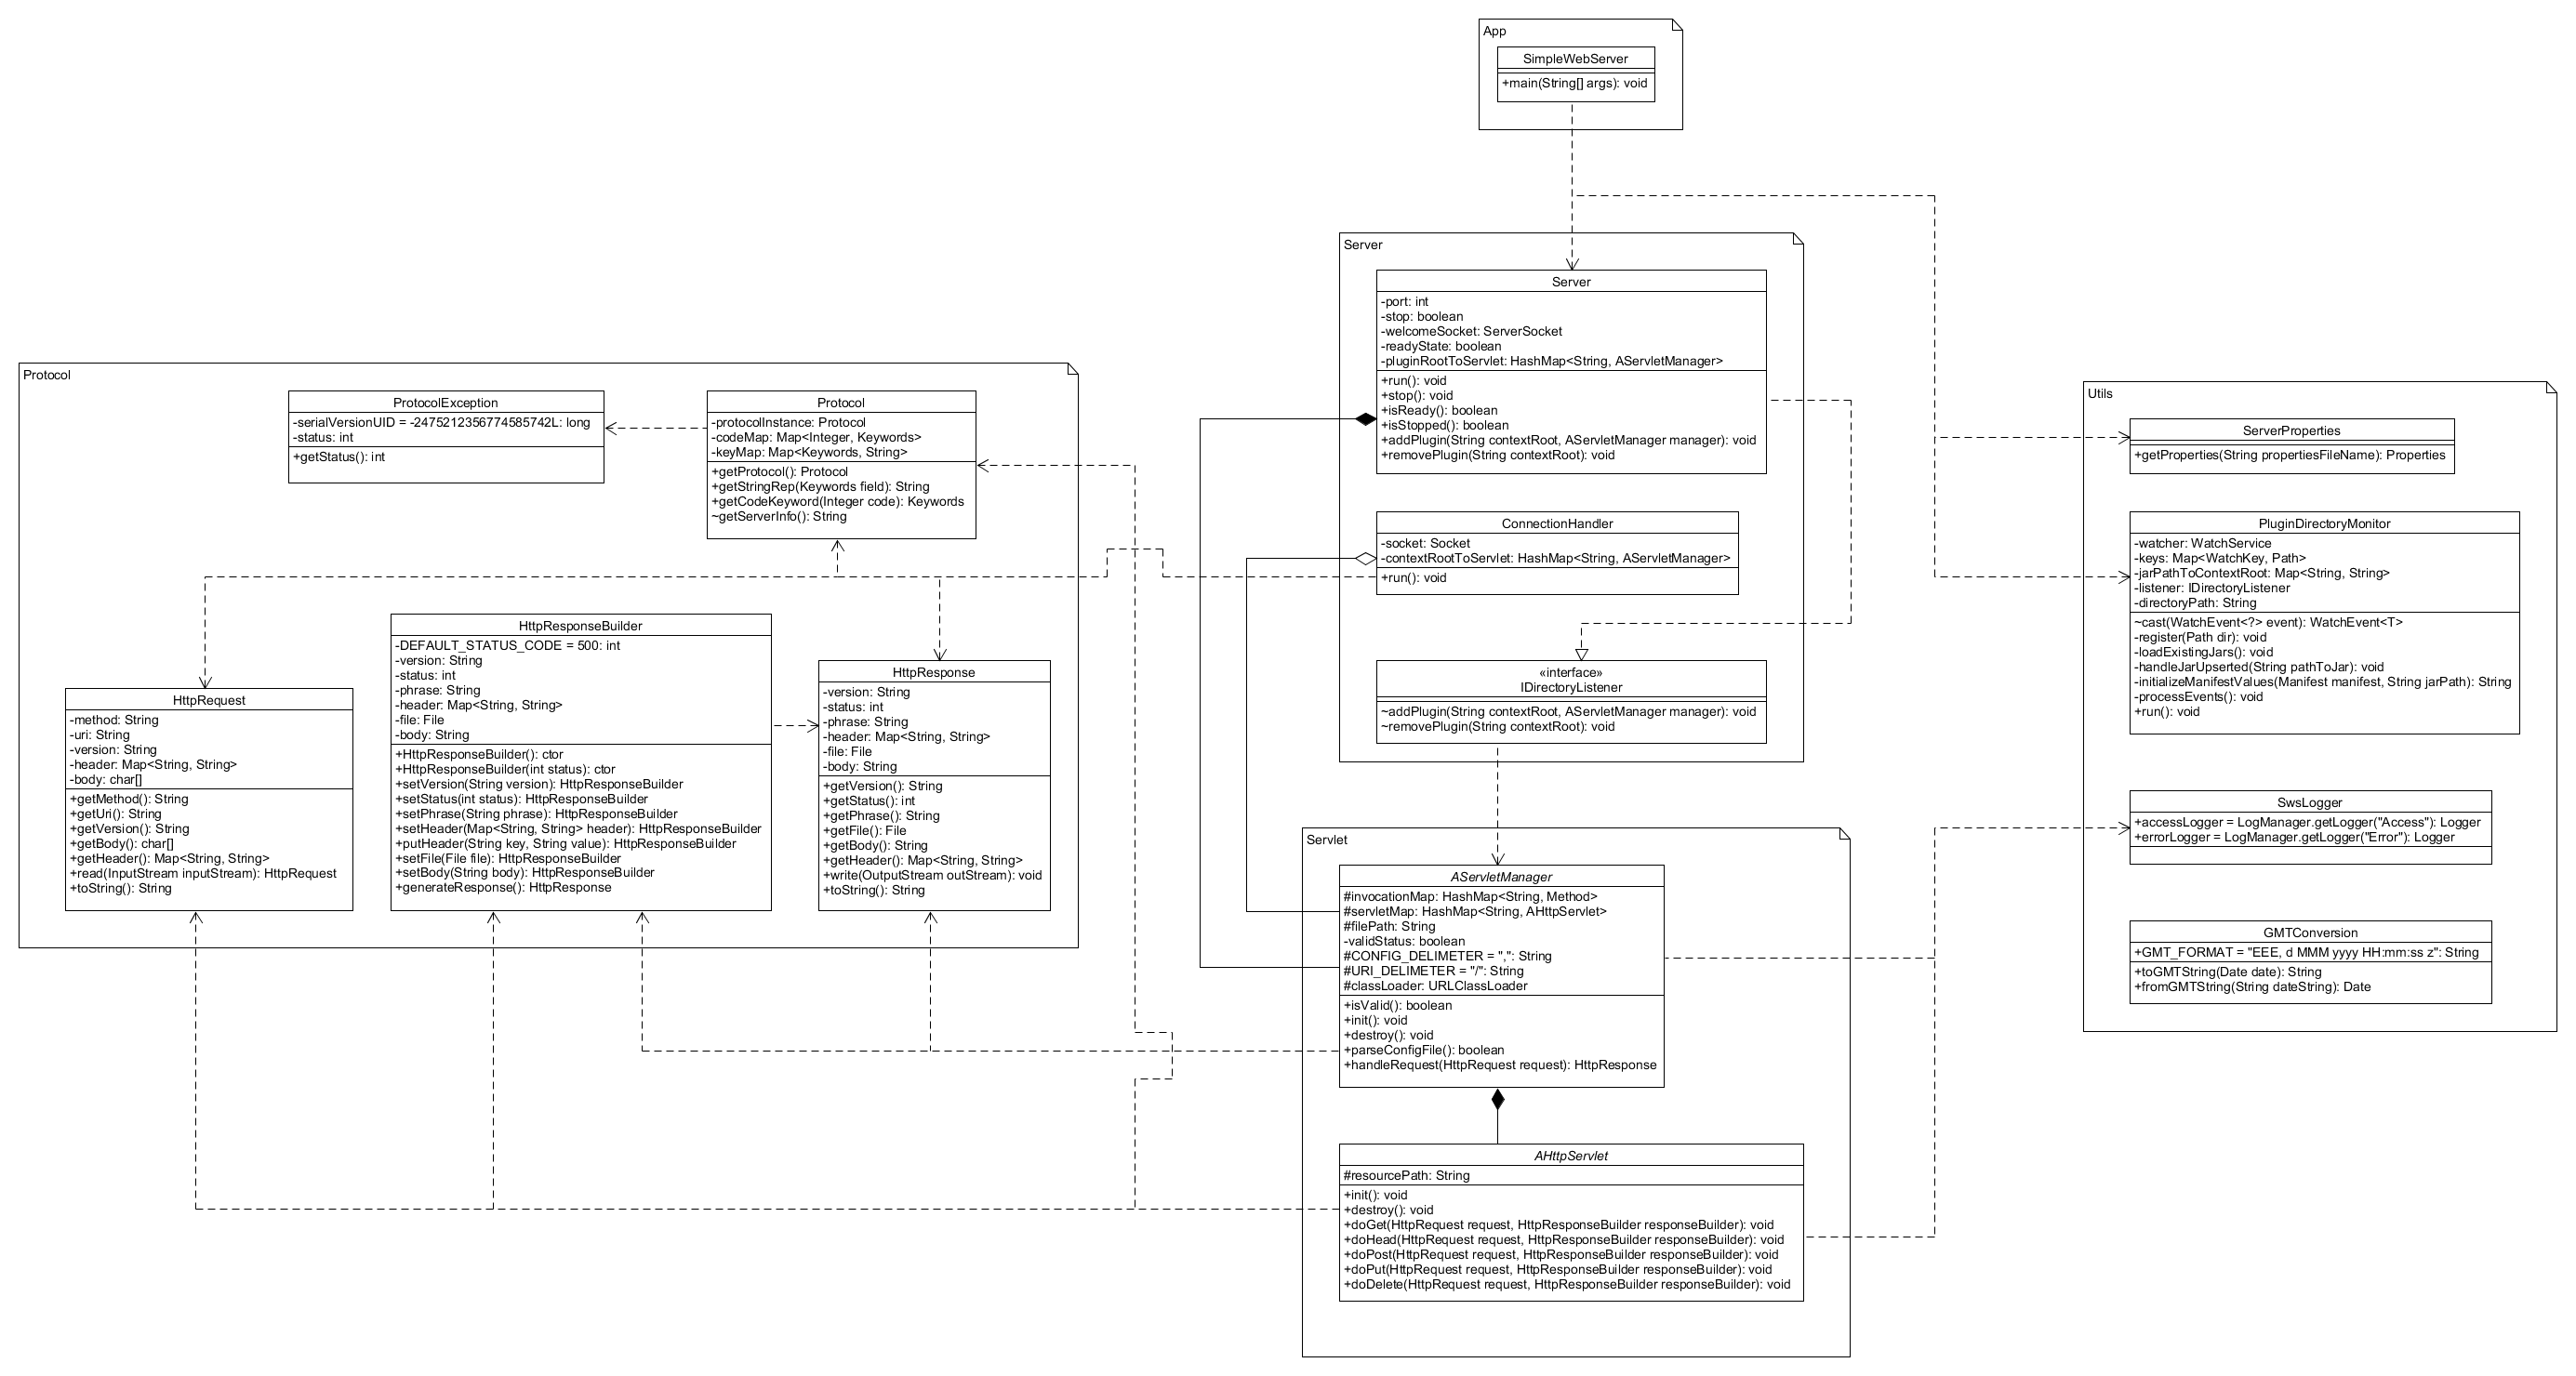 App
SimpleWebServer
+main(String[] args): void
Server
Server
-port: int
-stop: boolean
-welcomeSocket: ServerSocket
-readyState: boolean
-pluginRootToServlet: HashMap<String, AServletManager>
+run(): void
+stop(): void
+isReady(): boolean
+isStopped(): boolean
+addPlugin(String contextRoot, AServletManager manager): void
+removePlugin(String contextRoot): void
ConnectionHandler
-socket: Socket
-contextRootToServlet: HashMap<String, AServletManager>
+run(): void
«interface»
IDirectoryListener
~addPlugin(String contextRoot, AServletManager manager): void
~removePlugin(String contextRoot): void
Protocol
ProtocolException
-serialVersionUID = -2475212356774585742L: long
-status: int
+getStatus(): int
Protocol
-protocolInstance: Protocol
-codeMap: Map<Integer, Keywords>
-keyMap: Map<Keywords, String>
+getProtocol(): Protocol
+getStringRep(Keywords field): String
+getCodeKeyword(Integer code): Keywords
~getServerInfo(): String
HttpRequest
-method: String
-uri: String
-version: String
-header: Map<String, String>
-body: char[]
+getMethod(): String
+getUri(): String
+getVersion(): String
+getBody(): char[]
+getHeader(): Map<String, String>
+read(InputStream inputStream): HttpRequest
+toString(): String
HttpResponseBuilder
-DEFAULT_STATUS_CODE = 500: int
-version: String
-status: int
-phrase: String
-header: Map<String, String>
-file: File
-body: String
+HttpResponseBuilder(): ctor
+HttpResponseBuilder(int status): ctor
+setVersion(String version): HttpResponseBuilder
+setStatus(int status): HttpResponseBuilder
+setPhrase(String phrase): HttpResponseBuilder
+setHeader(Map<String, String> header): HttpResponseBuilder
+putHeader(String key, String value): HttpResponseBuilder
+setFile(File file): HttpResponseBuilder
+setBody(String body): HttpResponseBuilder
+generateResponse(): HttpResponse
HttpResponse
-version: String
-status: int
-phrase: String
-header: Map<String, String>
-file: File
-body: String
+getVersion(): String
+getStatus(): int
+getPhrase(): String
+getFile(): File
+getBody(): String
+getHeader(): Map<String, String>
+write(OutputStream outStream): void
+toString(): String
Servlet
AServletManager
#invocationMap: HashMap<String, Method>
#servletMap: HashMap<String, AHttpServlet>
#filePath: String
-validStatus: boolean
#CONFIG_DELIMETER = ",": String
#URI_DELIMETER = "/": String
#classLoader: URLClassLoader
+isValid(): boolean
+init(): void
+destroy(): void
+parseConfigFile(): boolean
+handleRequest(HttpRequest request): HttpResponse
AHttpServlet
#resourcePath: String
+init(): void
+destroy(): void
+doGet(HttpRequest request, HttpResponseBuilder responseBuilder): void
+doHead(HttpRequest request, HttpResponseBuilder responseBuilder): void
+doPost(HttpRequest request, HttpResponseBuilder responseBuilder): void
+doPut(HttpRequest request, HttpResponseBuilder responseBuilder): void
+doDelete(HttpRequest request, HttpResponseBuilder responseBuilder): void
Utils
ServerProperties
+getProperties(String propertiesFileName): Properties
PluginDirectoryMonitor
-watcher: WatchService
-keys: Map<WatchKey, Path>
-jarPathToContextRoot: Map<String, String>
-listener: IDirectoryListener
-directoryPath: String
~cast(WatchEvent<?> event): WatchEvent<T>
-register(Path dir): void
-loadExistingJars(): void
-handleJarUpserted(String pathToJar): void
-initializeManifestValues(Manifest manifest, String jarPath): String
-processEvents(): void
+run(): void
SwsLogger
+accessLogger = LogManager.getLogger("Access"): Logger
+errorLogger = LogManager.getLogger("Error"): Logger
GMTConversion
+GMT_FORMAT = "EEE, d MMM yyyy HH:mm:ss z": String
+toGMTString(Date date): String
+fromGMTString(String dateString): Date